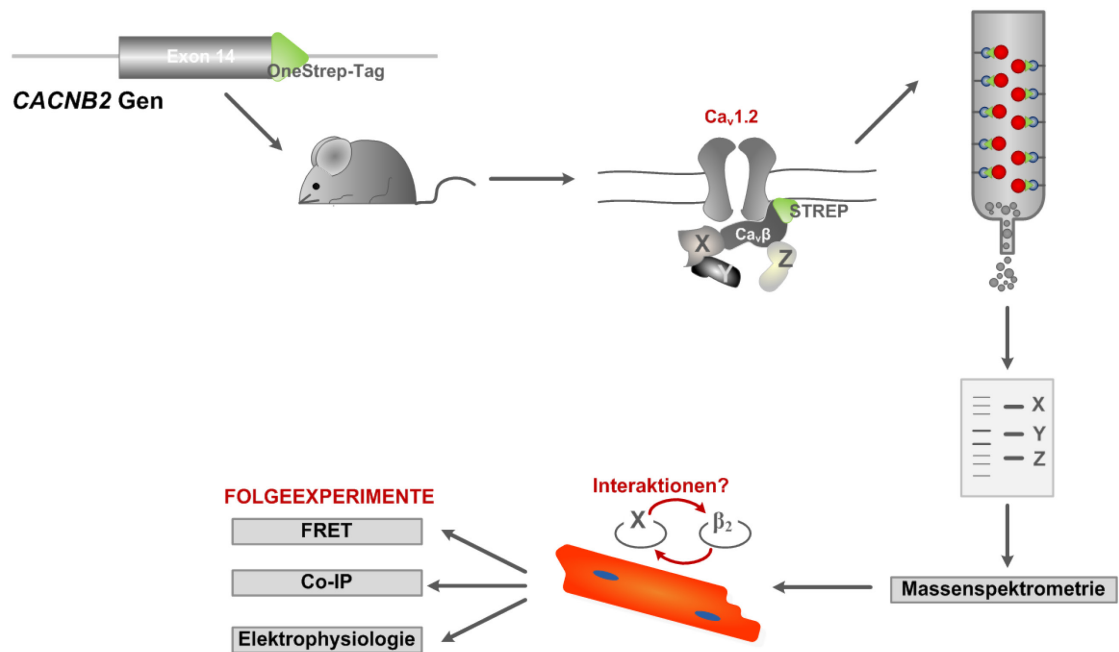 Exon 14
OneStrep-Tag
CACNB2 Gen
Cav1.2
STREP
Cavβ
X
Y
Z
X
Y
Z
Massenspektrometrie
Interaktionen?
X
β2
FOLGEEXPERIMENTE
FRET
Co-IP
Elektrophysiologie